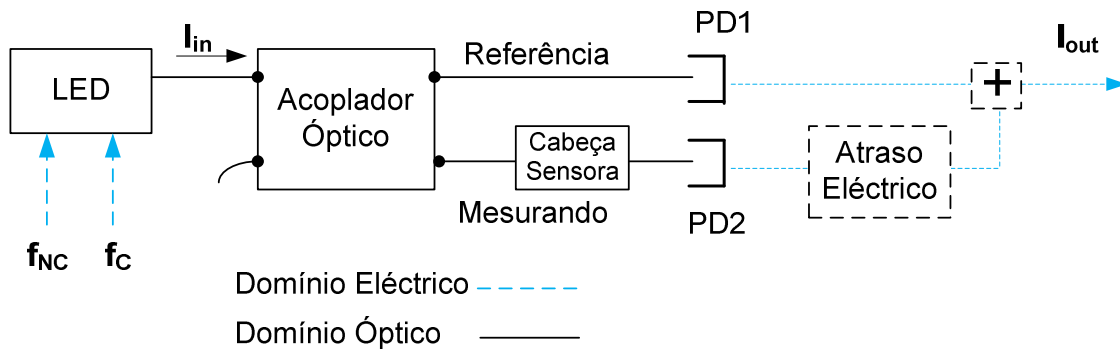 PD1
I_in
I_out
Referência
LED
Acoplador
Óptico
+
Cabeça
Sensora
Atraso
Eléctrico
Mesurando
PD2
f_NC
f_C
Domínio Eléctrico
Domínio Óptico